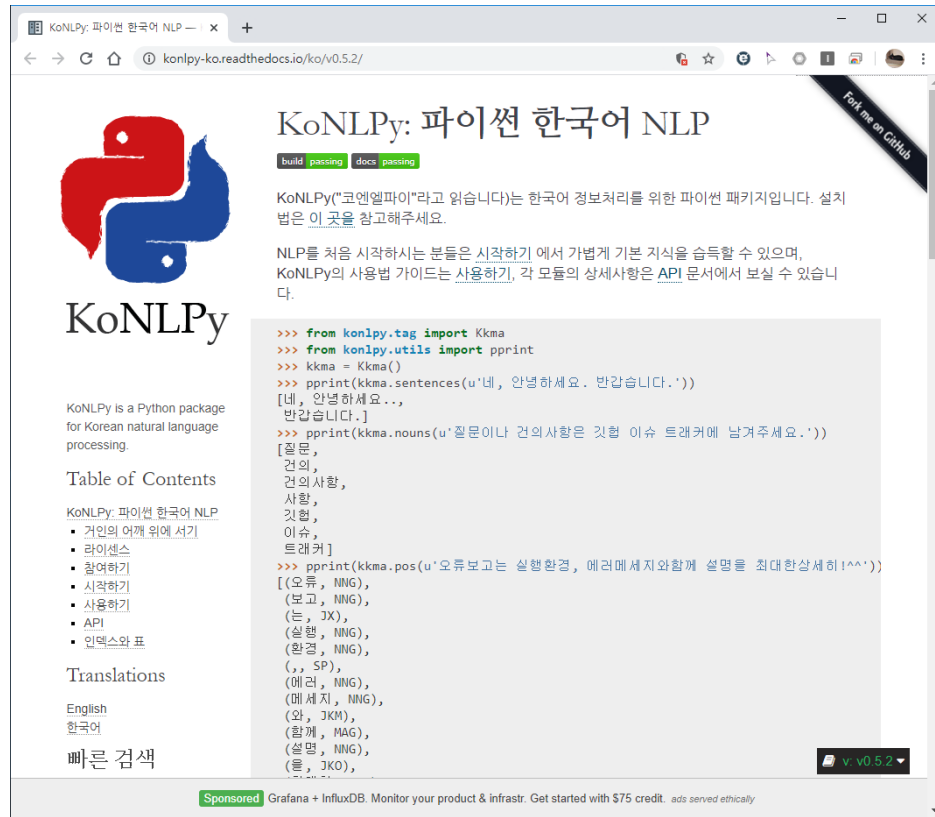 KoNLPy: 파이썬 한국어 NLP —
konlpy-ko.readthedocs.io/ko/v0.5.2/
Fork me on GitHub
KoNLPy
KoNLPy is a Python package
for Korean natural language
processing.
Table of Contents
KoNLPy: 파이썬 한국어 NLP
거인의 어깨 위에 서기
라이센스
참여하기
시작하기
사용하기
API
인덱스와 표
Translations
English
한국어
빠른 검색
KoNLPy: 파이썬 한국어 NLP
build passing docs passing
KoNLPy("코엔엘파이"라고 읽습니다)는 한국어 정보처리를 위한 파이썬 패키지입니다. 설치
법은 이 곳을 참고해주세요.
NLP를 처음 시작하시는 분들은 시작하기 에서 가볍게 기본 지식을 습득할 수 있으며,
KoNLPy의 사용법 가이드는 사용하기, 각 모듈의 상세사항은 API 문서에서 보실 수 있습니
다.
>>> from konlpy.tag import Kkma
>>> from konlpy.utils import pprint
>>> kkma = Kkma()
>>> pprint(kkma.sentences(u'네, 안녕하세요. 반갑습니다.'))
[네, 안녕하세요..,
반갑습니다.]
>>> pprint(kkma.nouns(u'질문이나 건의사항은 깃헙 이슈 트래커에 남겨주세요.'))
[질문,
건의,
건의사항,
사항,
깃헙,
이슈,
트래커]
>>> pprint(kkma.pos(u'오류보고는 실행환경, 에러메세지와함께 설명을 최대한상세히!^^'))
[(오류, NNG),
(보고, NNG),
(는, JX),
(실행, NNG),
(환경, NNG),
(,, SP),
(에러, NNG),
(메세지, NNG),
(와, JKM),
(함께, MAG),
(설명, NNG),
(을, JKO),
v: v0.5.2
Sponsored Grafana + InfluxDB. Monitor your product & infrastr. Get started with $75 credit. ads served ethically